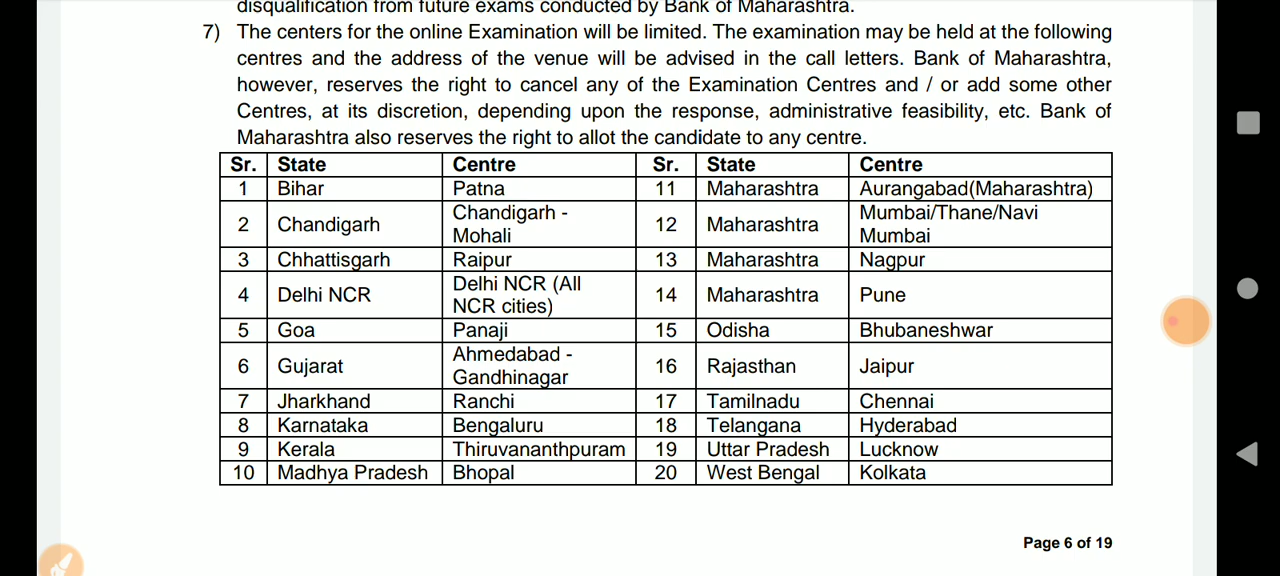 disqualification from future exams conducted by Bank of Maharashtra.
7) The centers for the online Examination will be limited. The examination may be held at the following
centres and the address of the venue will be advised in the call letters. Bank of Maharashtra,
however, reserves the right to cancel any of the Examination Centres and / or add some other
Centres, at its discretion, depending upon the response, administrative feasibility, etc. Bank of
Maharashtra also reserves the right to allot the candidate to any centre.
Sr. State Centre Sr. State Centre
1 Bihar Patna 11 Maharashtra Aurangabad(Maharashtra)
2 Chandigarh Chandigarh - Mohali 12 Maharashtra Mumbai/Thane/Navi Mumbai
3 Chhattisgarh Raipur 13 Maharashtra Nagpur
4 Delhi NCR Delhi NCR (All NCR cities) 14 Maharashtra Pune
5 Goa Panaji 15 Odisha Bhubaneshwar
6 Gujarat Ahmedabad - Gandhinagar 16 Rajasthan Jaipur
7 Jharkhand Ranchi 17 Tamilnadu Chennai
8 Karnataka Bengaluru 18 Telangana Hyderabad
9 Kerala Thiruvananthpuram 19 Uttar Pradesh Lucknow
10 Madhya Pradesh Bhopal 20 West Bengal Kolkata
Page 6 of 19